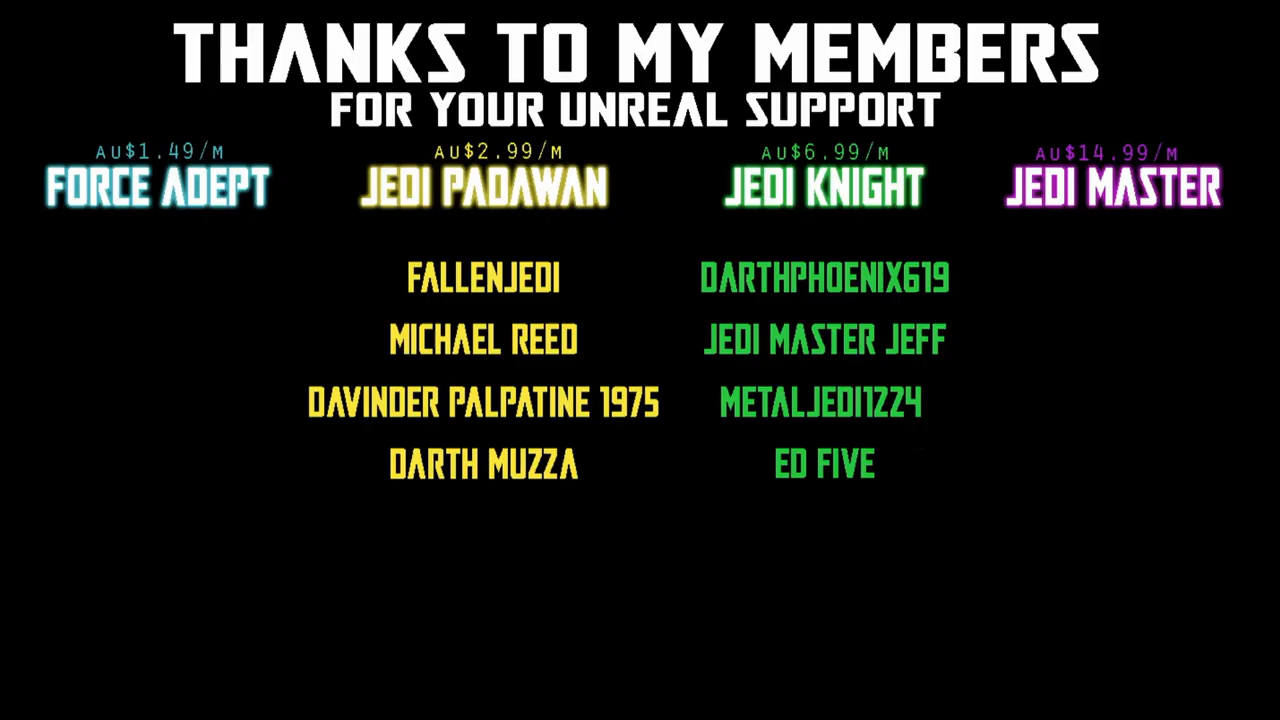 THANKS TO MY MEMBERS
FOR YOUR UNREAL SUPPORT
AU$1.49/M AU$2.99/M AU$6.99/M AU$14.99/M
FORCE ADEPT JEDI PADAWAN JEDI KNIGHT JEDI MASTER
FALLENJEDI DARTHPHOENIX619
MICHAEL REED JEDI MASTER JEFF
DAVINDER PALPATINE 1975 METALJEDI1224
DARTH MUZZA ED FIVE